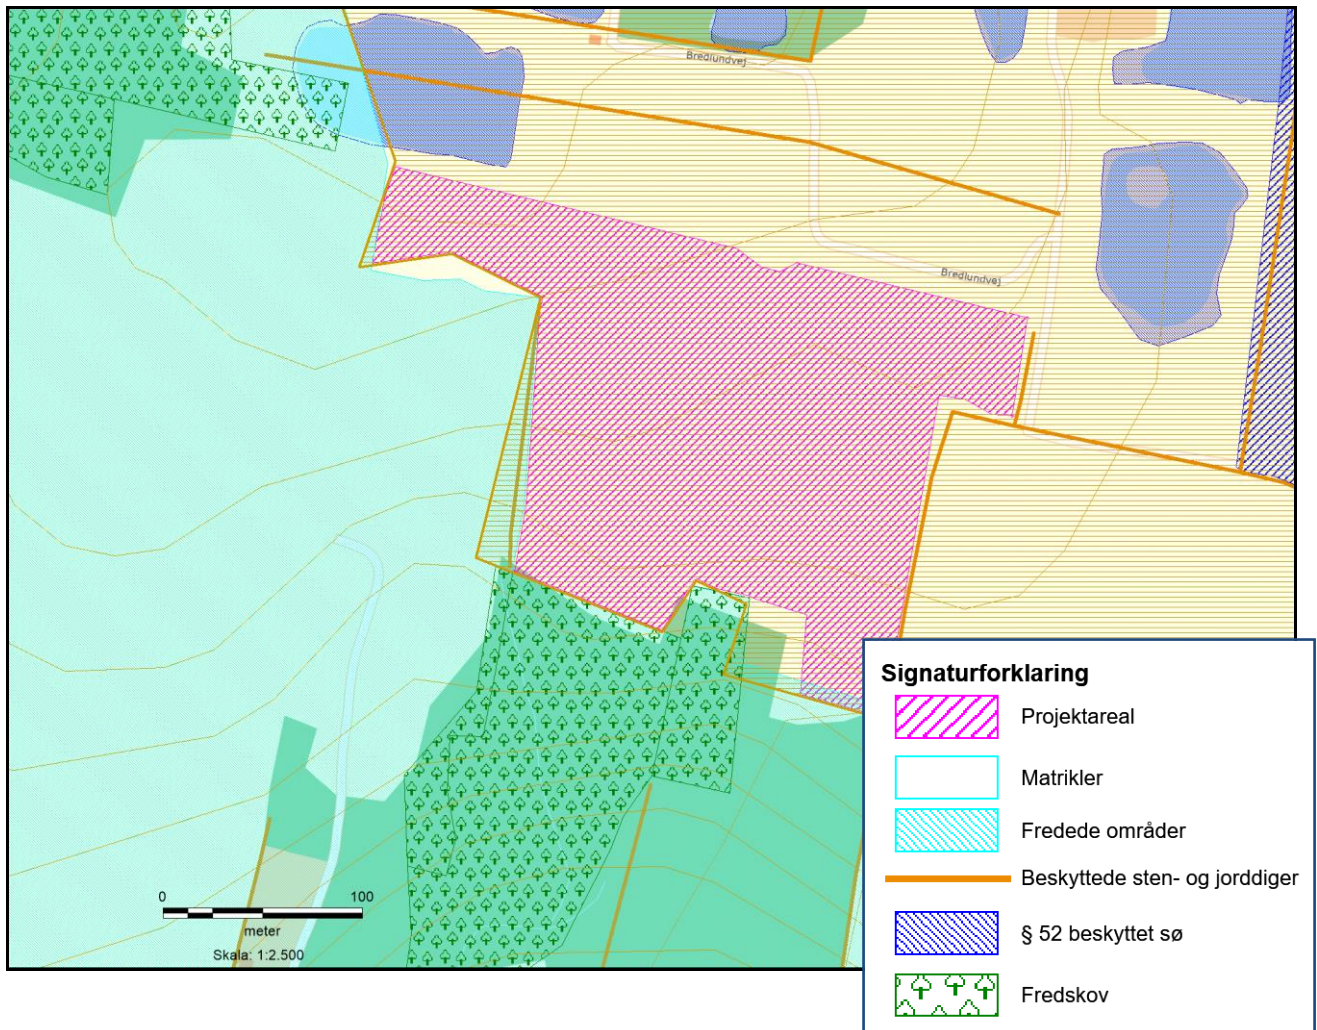 Bredlundvej
Bredlundvej
0 100
meter
Skala: 1:2.500
Signaturforklaring
Projektareal
Matrikler
Fredede områder
Beskyttede sten- og jorddiger
§ 52 beskyttet sø
Fredskov